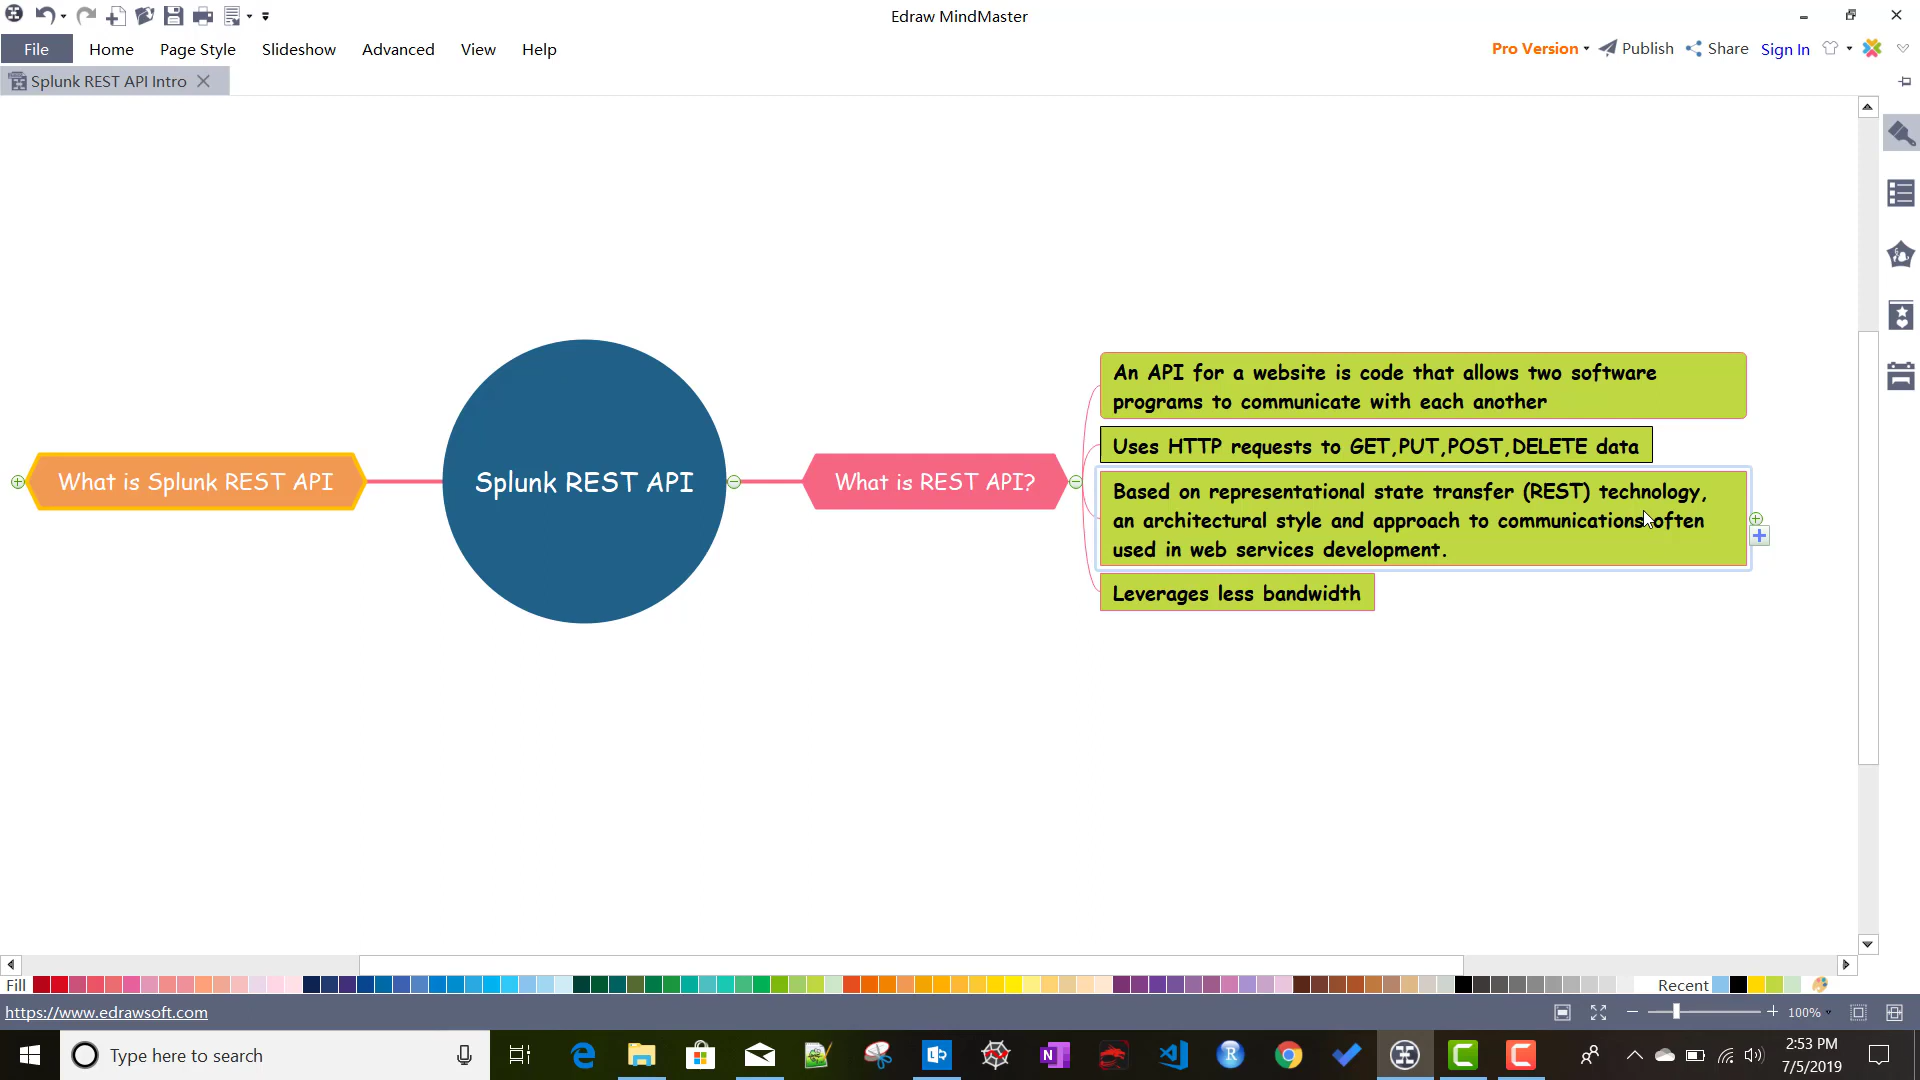 Edraw MindMaster
File Home Page Style Slideshow Advanced View Help
Pro Version Publish Share Sign In
Splunk REST API Intro
What is Splunk REST API
Splunk REST API
What is REST API?
An API for a website is code that allows two software
programs to communicate with each another
Uses HTTP requests to GET,PUT,POST,DELETE data
Based on representational state transfer (REST) technology,
an architectural style and approach to communications often
used in web services development.
Leverages less bandwidth
Fill
Recent
https://www.edrawsoft.com
100%
Type here to search
2:53 PM
7/5/2019